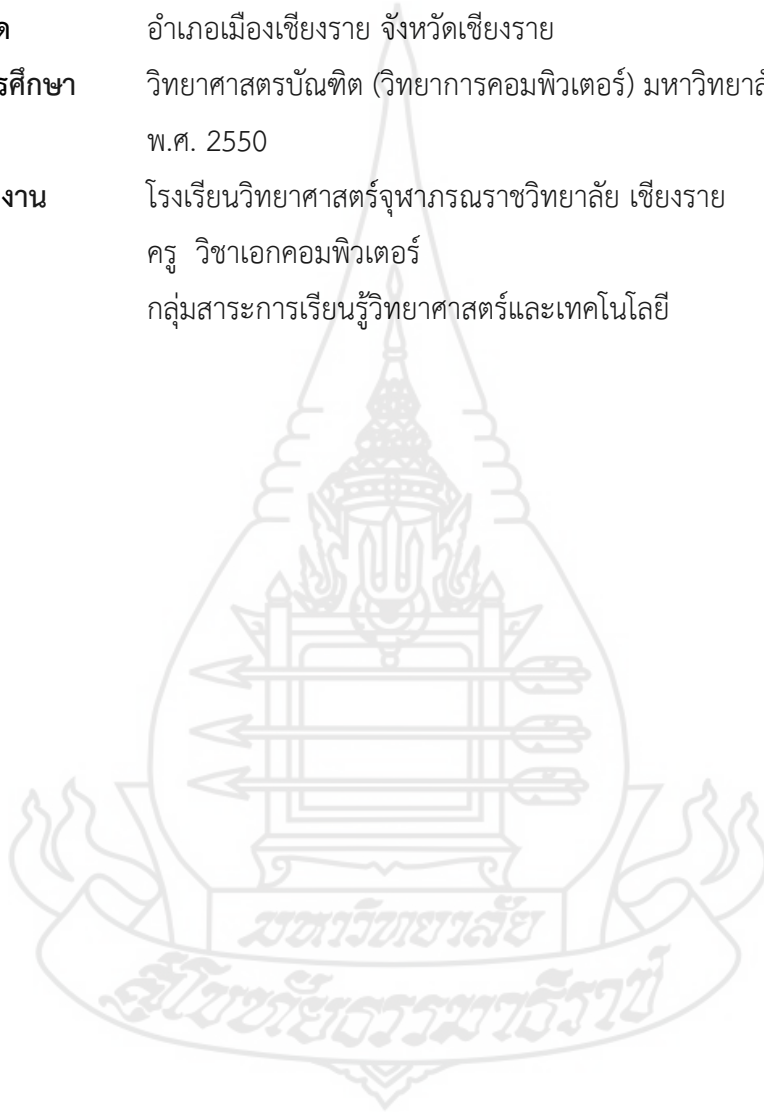 ด อำเภอเมืองเชียงราย จังหวัดเชียงราย
รศึกษา วิทยาศาสตรบัณฑิต (วิทยาการคอมพิวเตอร์) มหาวิทยาลั
พ.ศ. 2550
งาน โรงเรียนวิทยาศาสตร์จุฬาภรณราชวิทยาลัย เชียงราย
ครู วิชาเอกคอมพิวเตอร์
กลุ่มสาระการเรียนรู้วิทยาศาสตร์และเทคโนโลยี
มหาวิทยาลัย
สุโขทัยธรรมาธิราช